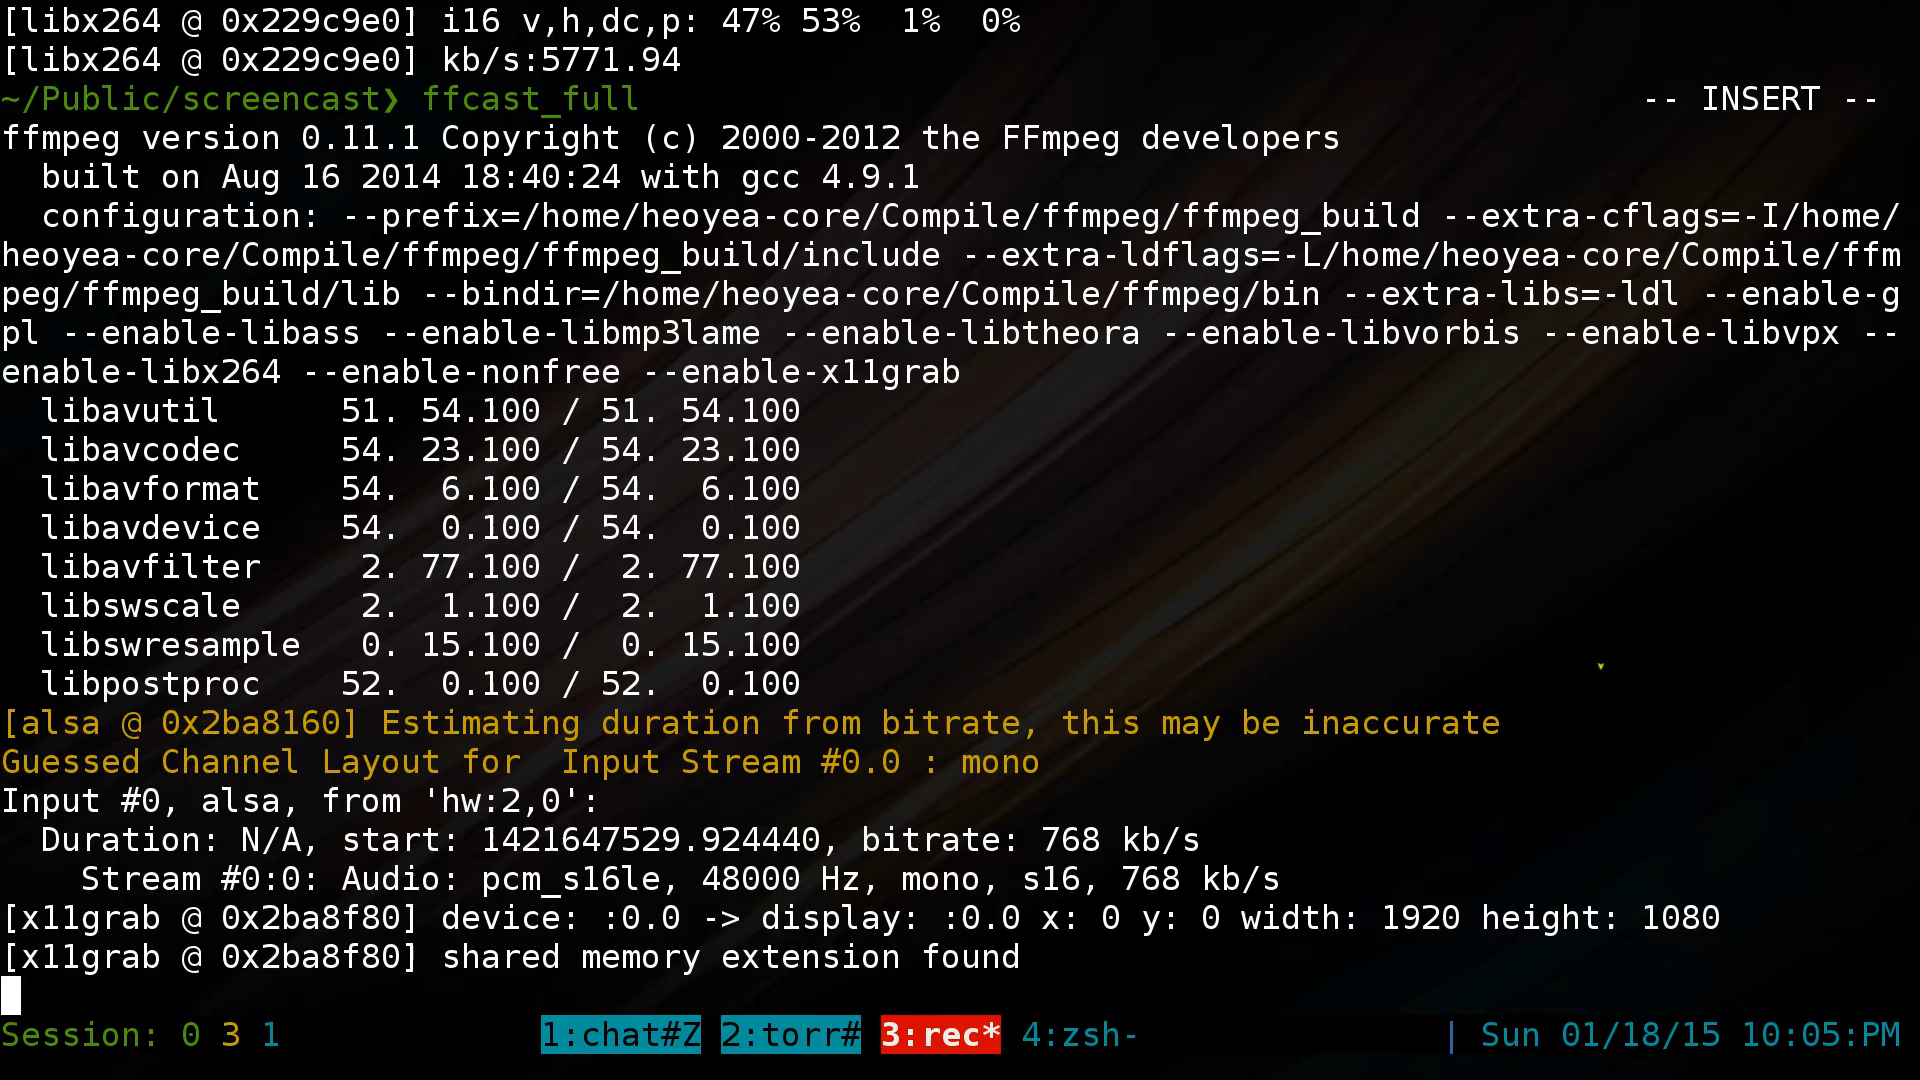 [libx264 @ 0x229c9e0] i16 v,h,dc,p: 47% 53%  1%  0%
[libx264 @ 0x229c9e0] kb/s:5771.94
~/Public/screencast❯ ffcast_full -- INSERT --
ffmpeg version 0.11.1 Copyright (c) 2000-2012 the FFmpeg developers
  built on Aug 16 2014 18:40:24 with gcc 4.9.1
  configuration: --prefix=/home/heoyea-core/Compile/ffmpeg/ffmpeg_build --extra-cflags=-I/home/
heoyea-core/Compile/ffmpeg/ffmpeg_build/include --extra-ldflags=-L/home/heoyea-core/Compile/ffm
peg/ffmpeg_build/lib --bindir=/home/heoyea-core/Compile/ffmpeg/bin --extra-libs=-ldl --enable-g
pl --enable-libass --enable-libmp3lame --enable-libtheora --enable-libvorbis --enable-libvpx --
enable-libx264 --enable-nonfree --enable-x11grab
  libavutil      51. 54.100 / 51. 54.100
  libavcodec     54. 23.100 / 54. 23.100
  libavformat    54.  6.100 / 54.  6.100
  libavdevice    54.  0.100 / 54.  0.100
  libavfilter     2. 77.100 /  2. 77.100
  libswscale      2.  1.100 /  2.  1.100
  libswresample   0. 15.100 /  0. 15.100
  libpostproc    52.  0.100 / 52.  0.100
[alsa @ 0x2ba8160] Estimating duration from bitrate, this may be inaccurate
Guessed Channel Layout for  Input Stream #0.0 : mono
Input #0, alsa, from 'hw:2,0':
  Duration: N/A, start: 1421647529.924440, bitrate: 768 kb/s
    Stream #0:0: Audio: pcm_s16le, 48000 Hz, mono, s16, 768 kb/s
[x11grab @ 0x2ba8f80] device: :0.0 -> display: :0.0 x: 0 y: 0 width: 1920 height: 1080
[x11grab @ 0x2ba8f80] shared memory extension found
Session: 0 3 1 1:chat#Z 2:torr# 3:rec* 4:zsh- | Sun 01/18/15 10:05:PM